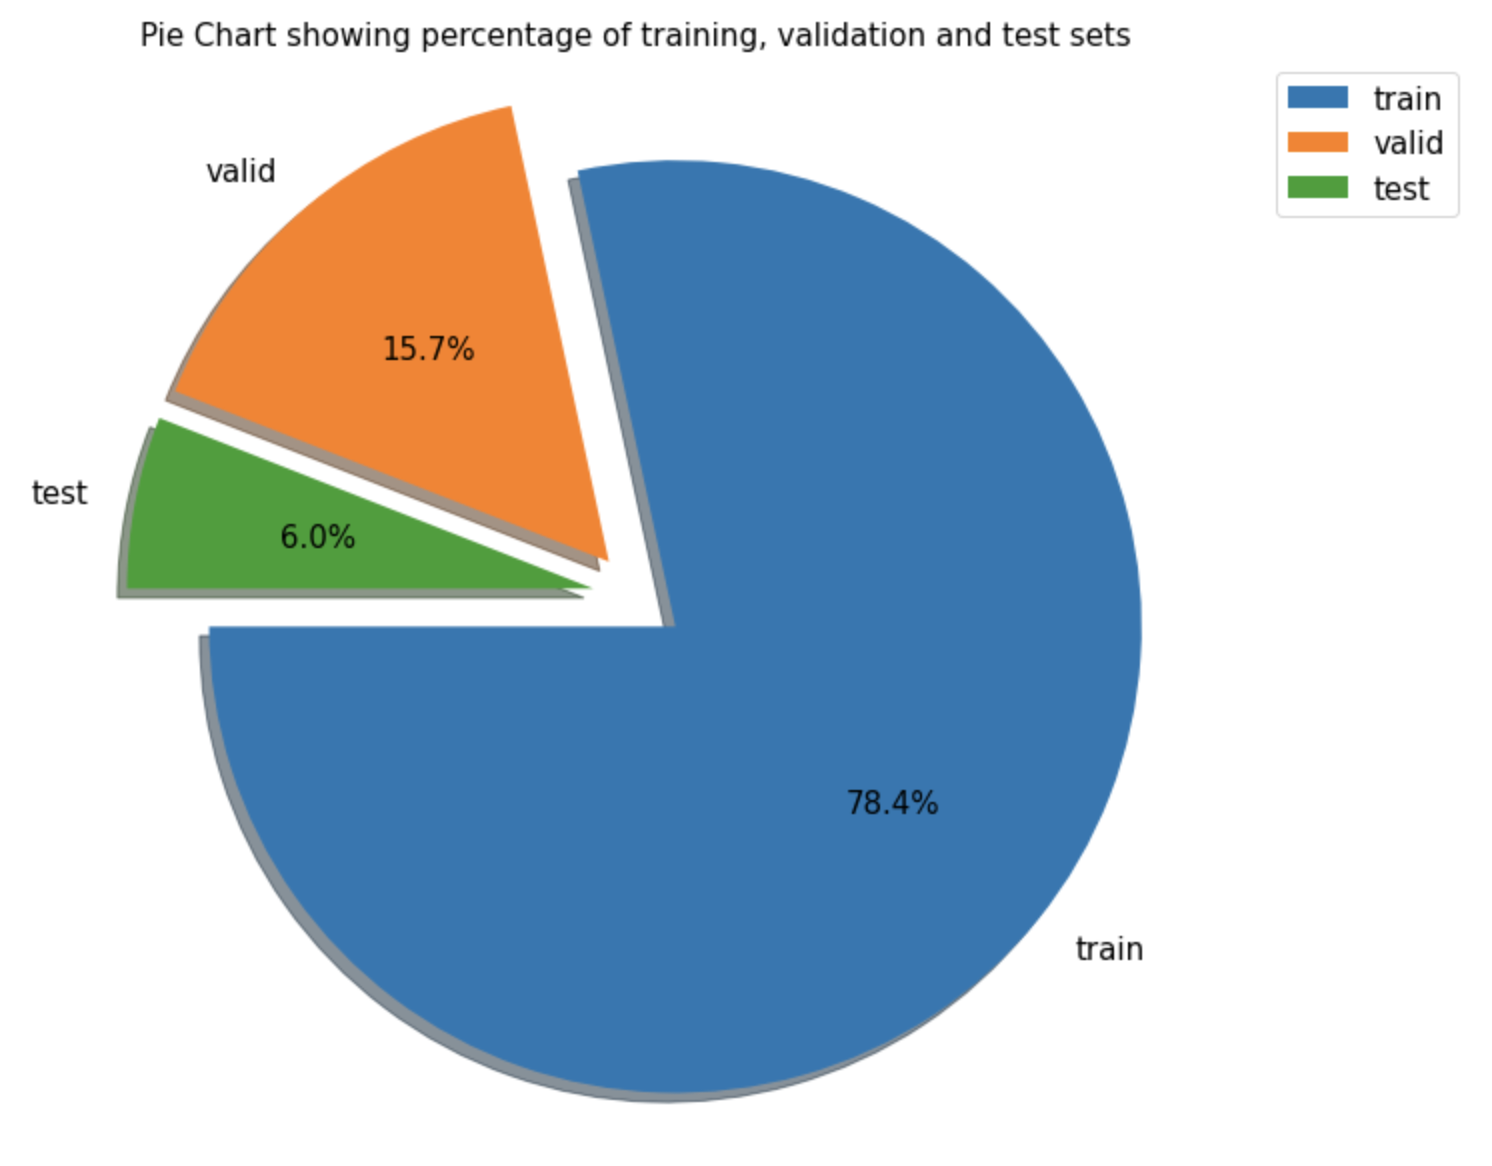 Pie Chart showing percentage of training, validation and test sets
train
valid
test
valid
15.7%
test
6.0%
78.4%
train